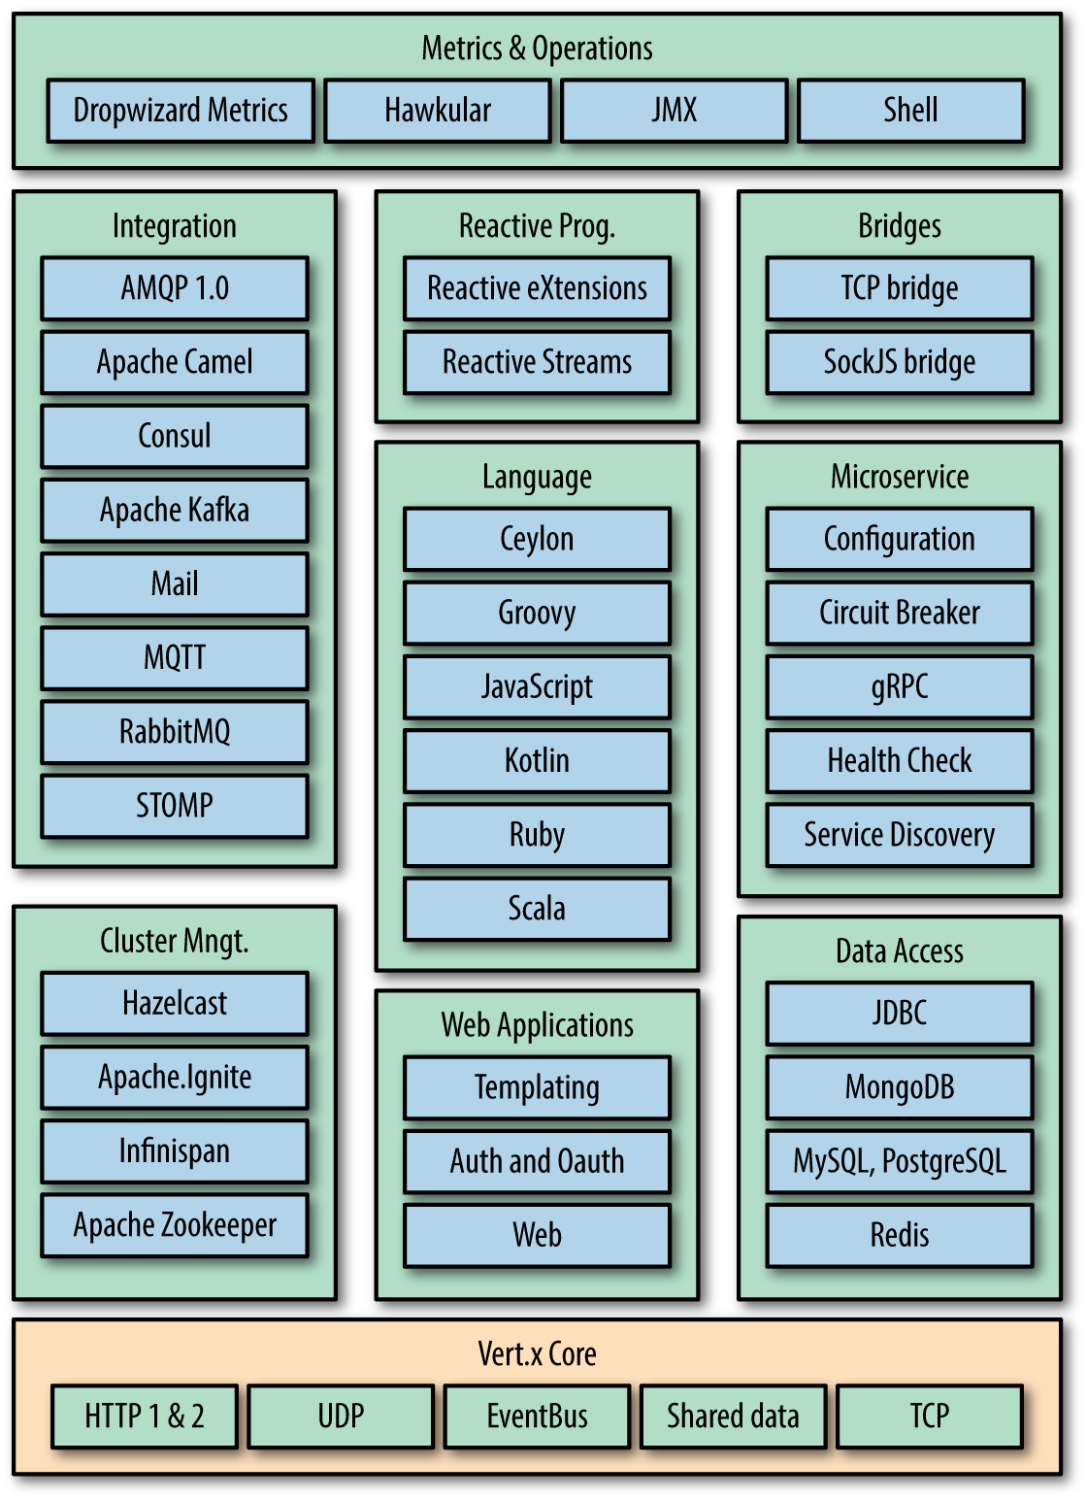 Metrics & Operations
Dropwizard Metrics
Hawkular
JMX
Shell
Integration
AMQP 1.0
Apache Camel
Consul
Apache Kafka
Mail
MQTT
RabbitMQ
STOMP
Cluster Mngt.
Hazelcast
Apache.Ignite
Infinispan
Apache Zookeeper
Reactive Prog.
Reactive eXtensions
Reactive Streams
Language
Ceylon
Groovy
JavaScript
Kotlin
Ruby
Scala
Web Applications
Templating
Auth and Oauth
Web
Bridges
TCP bridge
SockJS bridge
Microservice
Configuration
Circuit Breaker
gRPC
Health Check
Service Discovery
Data Access
JDBC
MongoDB
MySQL, PostgreSQL
Redis
Vert.x Core
HTTP 1 & 2
UDP
EventBus
Shared data
TCP